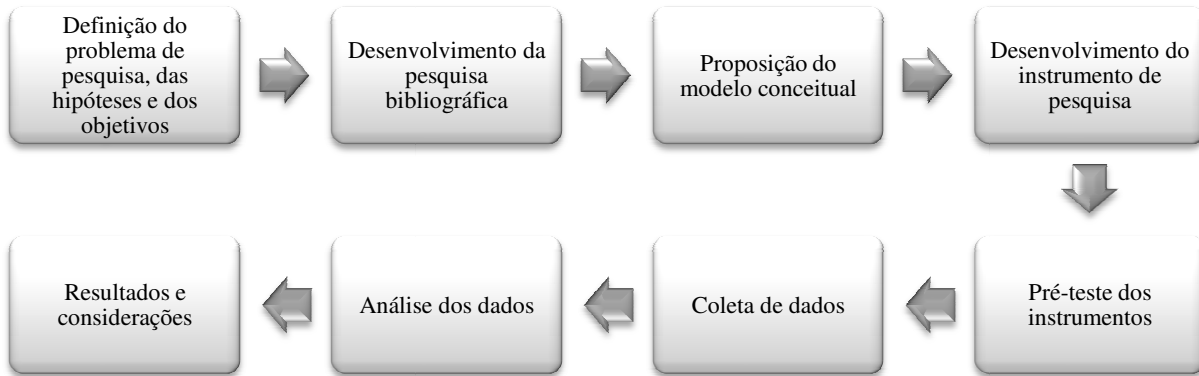 Definição do
problema de
pesquisa, das
hipóteses e dos
objetivos
Desenvolvimento da
pesquisa
bibliográfica
Proposição do
modelo conceitual
Desenvolvimento do
instrumento de
pesquisa
Pré-teste dos
instrumentos
Coleta de dados
Análise dos dados
Resultados e
considerações